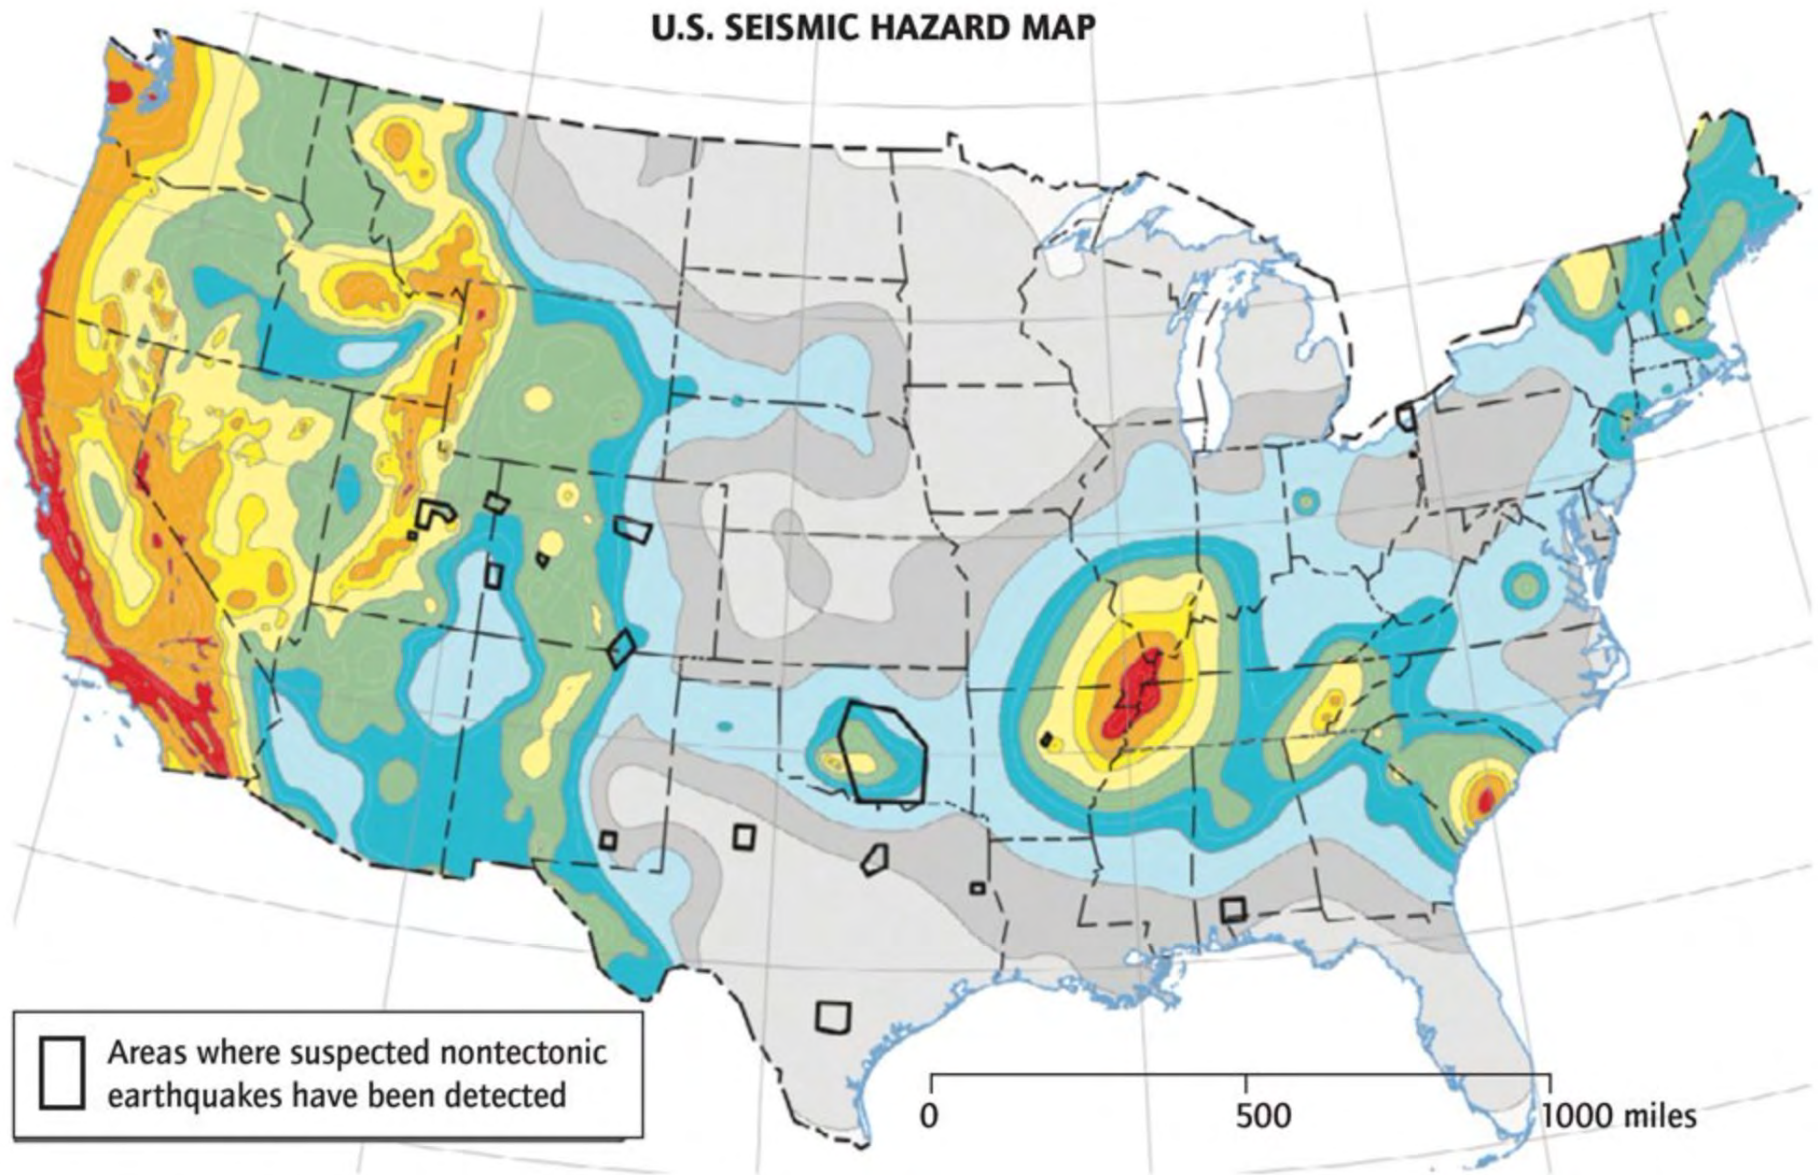 U.S. SEISMIC HAZARD MAP
Areas where suspected nontectonic
earthquakes have been detected
0 500 1000 miles